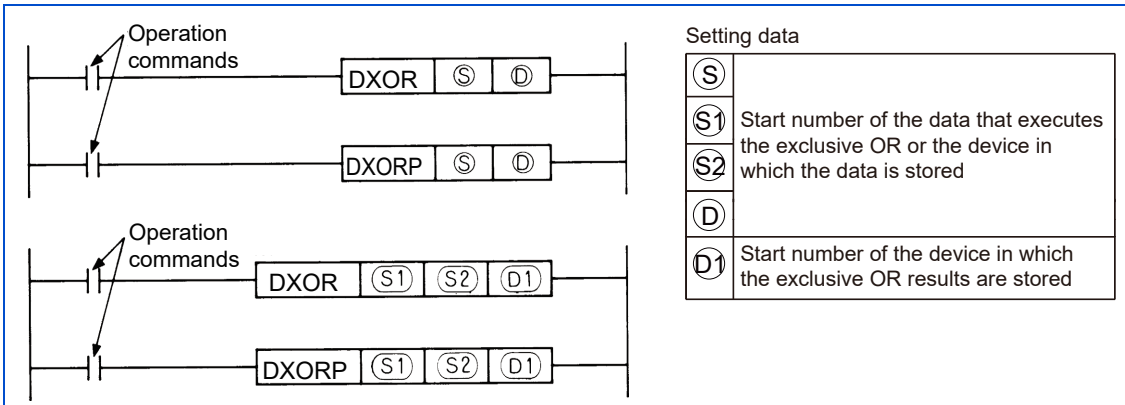 Operation
commands
DXOR S D
DXORP S D
Operation
commands
DXOR S1 S2 D1
DXORP S1 S2 D1
Setting data
S
S1
S2
D
Start number of the data that executes
the exclusive OR or the device in
which the data is stored
D1
Start number of the device in which
the exclusive OR results are stored